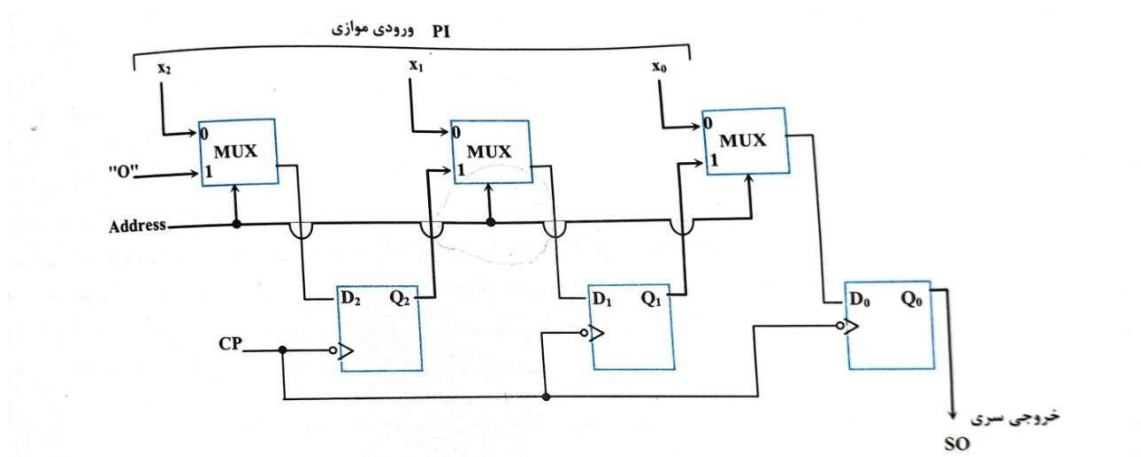 ورودی موازی PI
x₂
x₁
x₀
0
MUX
1
0
MUX
1
0
MUX
1
"O"
Address
D₂ Q₂
D₁ Q₁
D₀ Q₀
CP
خروجی سری
SO